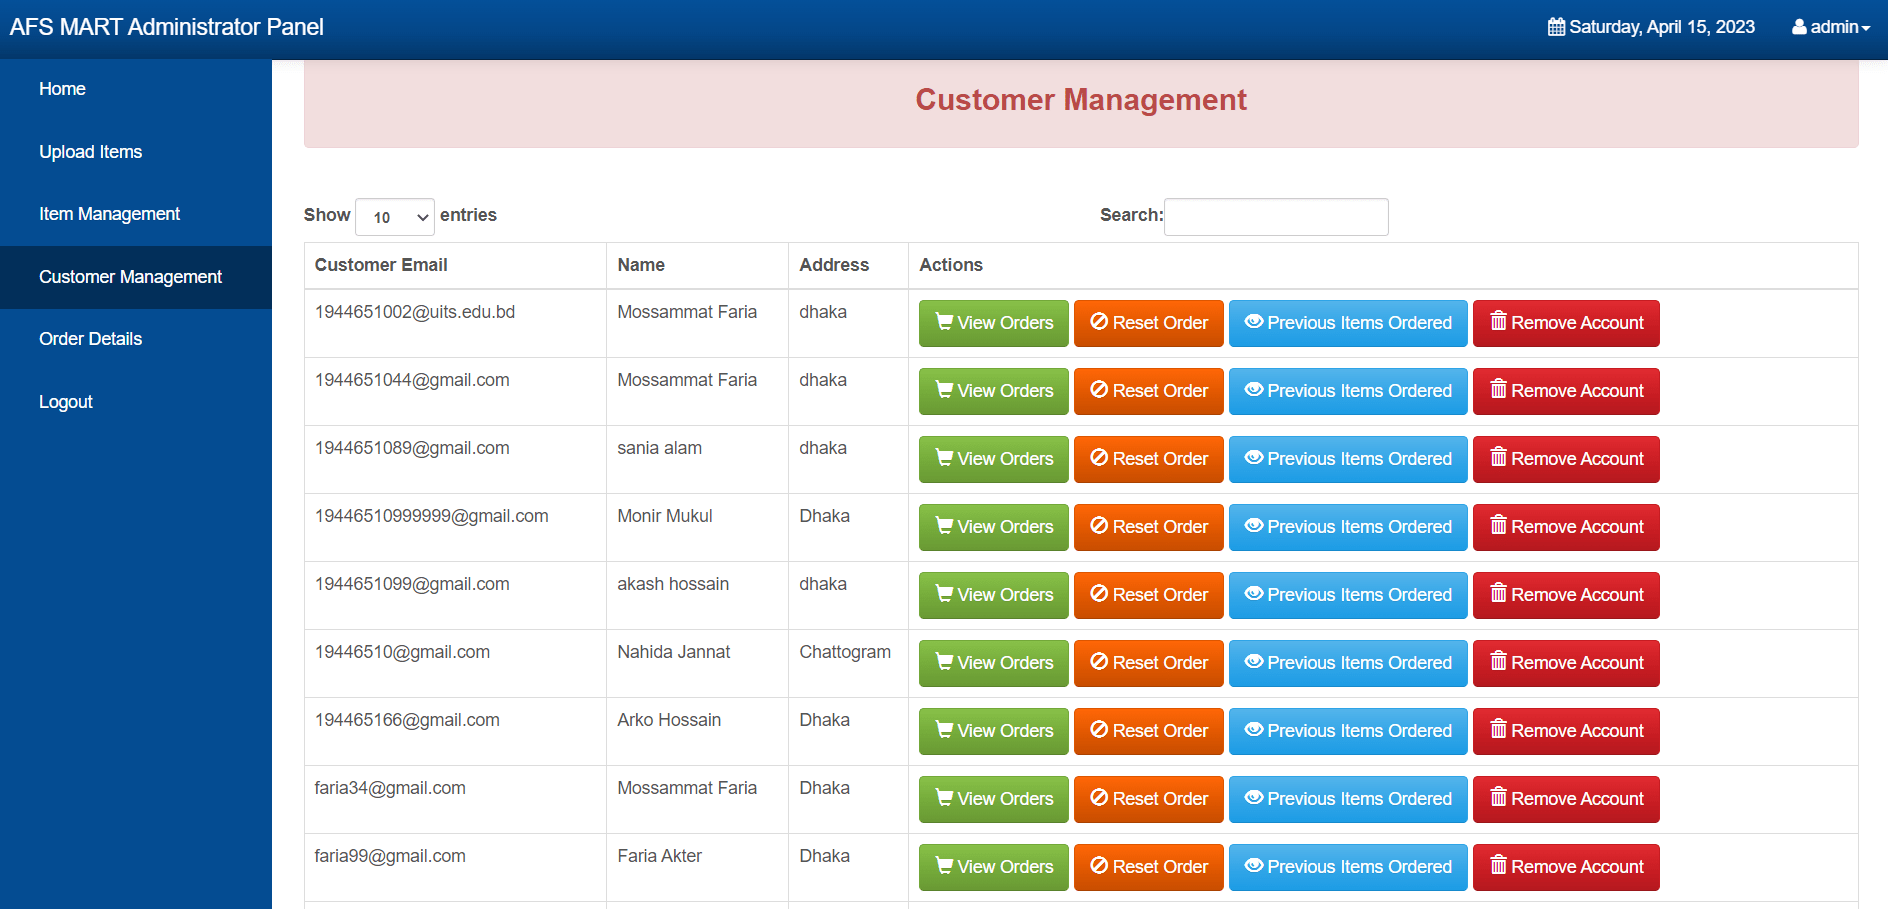 AFS MART Administrator Panel
Saturday, April 15, 2023
admin
Home
Upload Items
Item Management
Customer Management
Order Details
Logout
Customer Management
Show 10 entries
Search:
Customer Email Name Address Actions
1944651002@uits.edu.bd Mossammat Faria dhaka View Orders Reset Order Previous Items Ordered Remove Account
1944651044@gmail.com Mossammat Faria dhaka View Orders Reset Order Previous Items Ordered Remove Account
1944651089@gmail.com sania alam dhaka View Orders Reset Order Previous Items Ordered Remove Account
19446510999999@gmail.com Monir Mukul Dhaka View Orders Reset Order Previous Items Ordered Remove Account
1944651099@gmail.com akash hossain dhaka View Orders Reset Order Previous Items Ordered Remove Account
19446510@gmail.com Nahida Jannat Chattogram View Orders Reset Order Previous Items Ordered Remove Account
194465166@gmail.com Arko Hossain Dhaka View Orders Reset Order Previous Items Ordered Remove Account
faria34@gmail.com Mossammat Faria Dhaka View Orders Reset Order Previous Items Ordered Remove Account
faria99@gmail.com Faria Akter Dhaka View Orders Reset Order Previous Items Ordered Remove Account